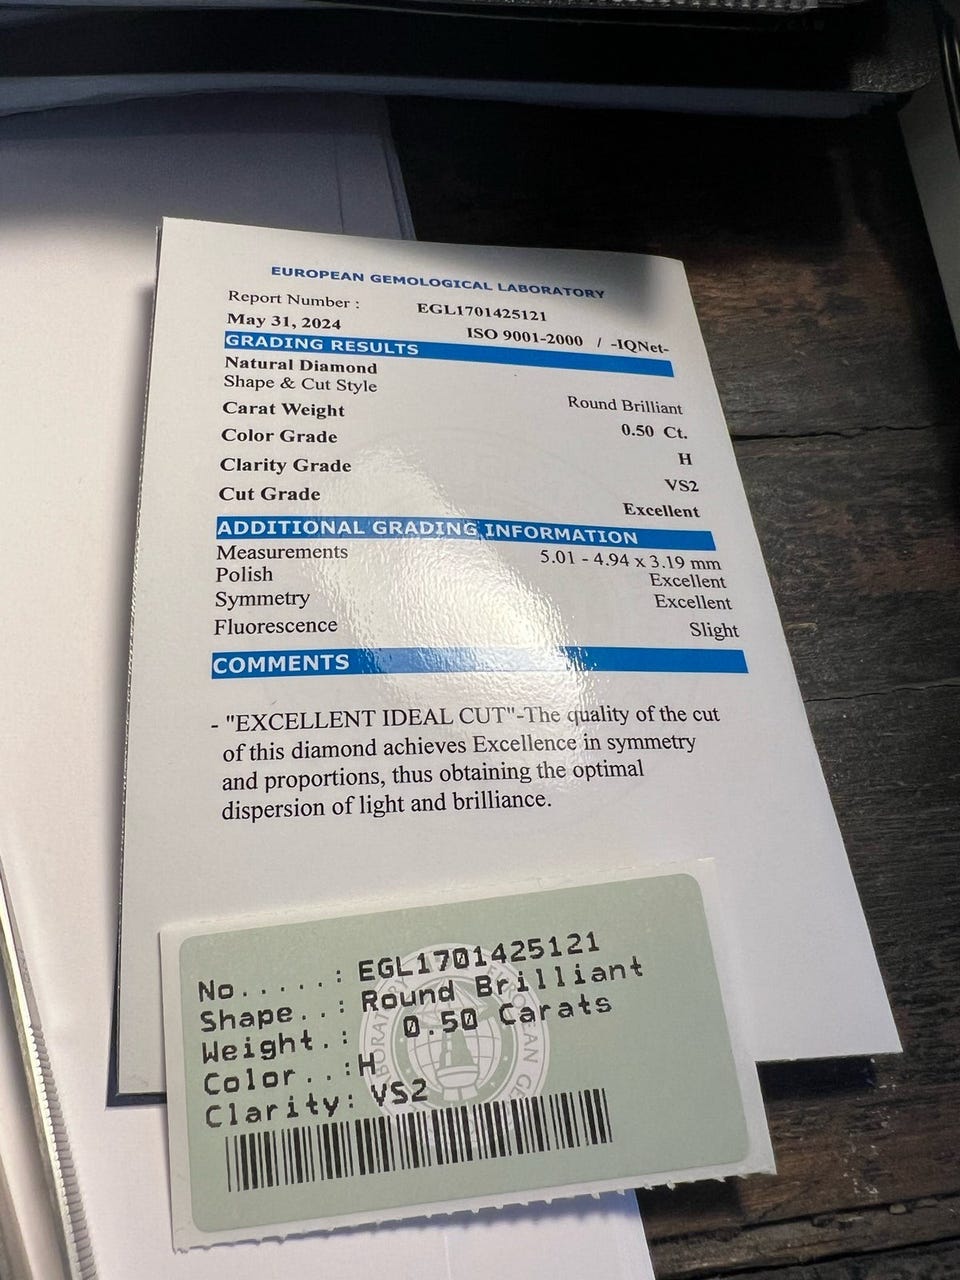 EUROPEAN GEMOLOGICAL LABORATORY
Report Number : EGL1701425121
May 31, 2024 ISO 9001-2000 / -IQNet-
GRADING RESULTS
Natural Diamond
Shape & Cut Style Round Brilliant
Carat Weight 0.50 Ct.
Color Grade H
Clarity Grade VS2
Cut Grade Excellent
ADDITIONAL GRADING INFORMATION
Measurements 5.01 - 4.94 x 3.19 mm
Polish Excellent
Symmetry Excellent
Fluorescence Slight
COMMENTS
- "EXCELLENT IDEAL CUT"-The quality of the cut
of this diamond achieves Excellence in symmetry
and proportions, thus obtaining the optimal
dispersion of light and brilliance.
No.....: EGL1701425121
Shape..: Round Brilliant
Weight.: 0.50 Carats
Color..:H
Clarity: VS2